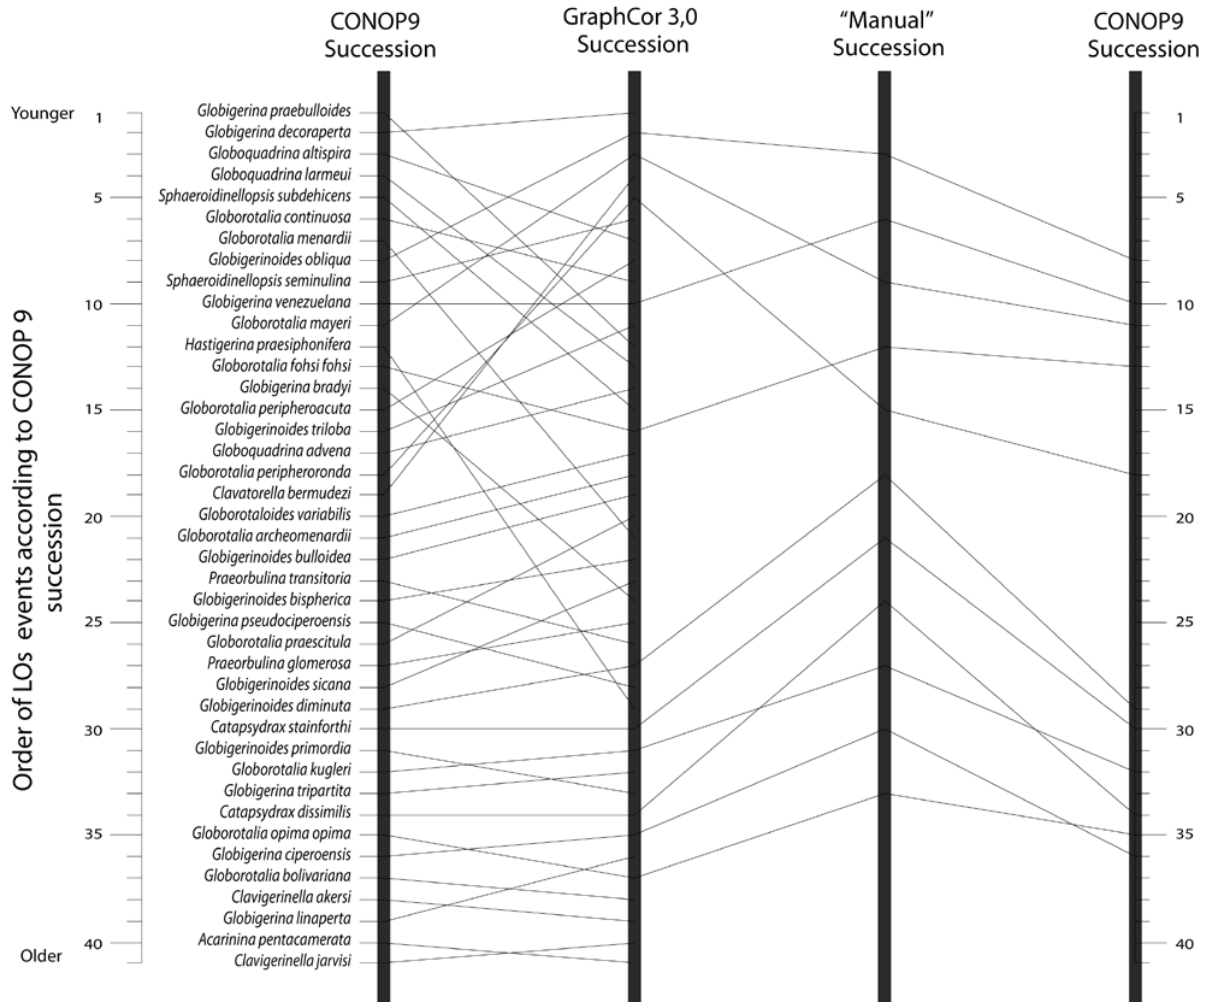 CONOP9
Succession
GraphCor 3,0
Succession
“Manual”
Succession
CONOP9
Succession
Younger
Older
Order of LOs events according to CONOP 9
succession
1
5
10
15
20
25
30
35
40
Globigerina praebulloides
Globigerina decoraperta
Globoquadrina altispira
Globoquadrina larmeui
Sphaeroidinellopsis subdehicens
Globorotalia continuosa
Globorotalia menardii
Globigerinoides obliqua
Sphaeroidinellopsis seminulina
Globigerina venezuelana
Globorotalia mayeri
Hastigerina praesiphonifera
Globorotalia fohsi fohsi
Globigerina bradyi
Globorotalia peripheroacuta
Globigerinoides triloba
Globoquadrina advena
Globorotalia peripheroronda
Clavatorella bermudezi
Globorotaloides variabilis
Globorotalia archeomenardii
Globigerinoides bulloidea
Praeorbulina transitoria
Globigerinoides bispherica
Globigerina pseudociperoensis
Globorotalia praescitula
Praeorbulina glomerosa
Globigerinoides sicana
Globigerinoides diminuta
Catapsydrax stainforthi
Globigerinoides primordia
Globorotalia kugleri
Globigerina tripartita
Catapsydrax dissimilis
Globorotalia opima opima
Globigerina ciperoensis
Globorotalia bolivariana
Clavigerinella akersi
Globigerina linaperta
Acarinina pentacamerata
Clavigerinella jarvisi
1
5
10
15
20
25
30
35
40